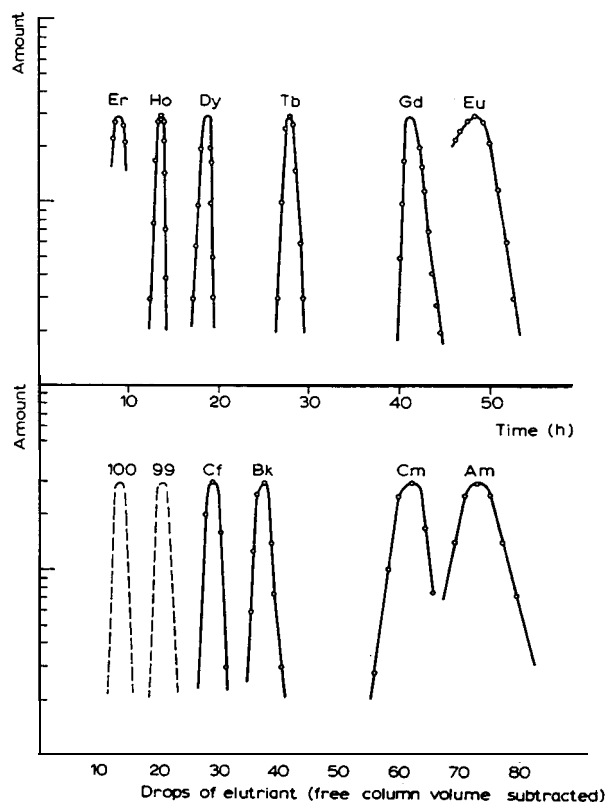 Amount
Er Ho Dy Tb Gd Eu
10 20 30 40 50
Time (h)
Amount
100 99 Cf Bk Cm Am
10 20 30 40 50 60 70 80
Drops of elutriant (free column volume subtracted)